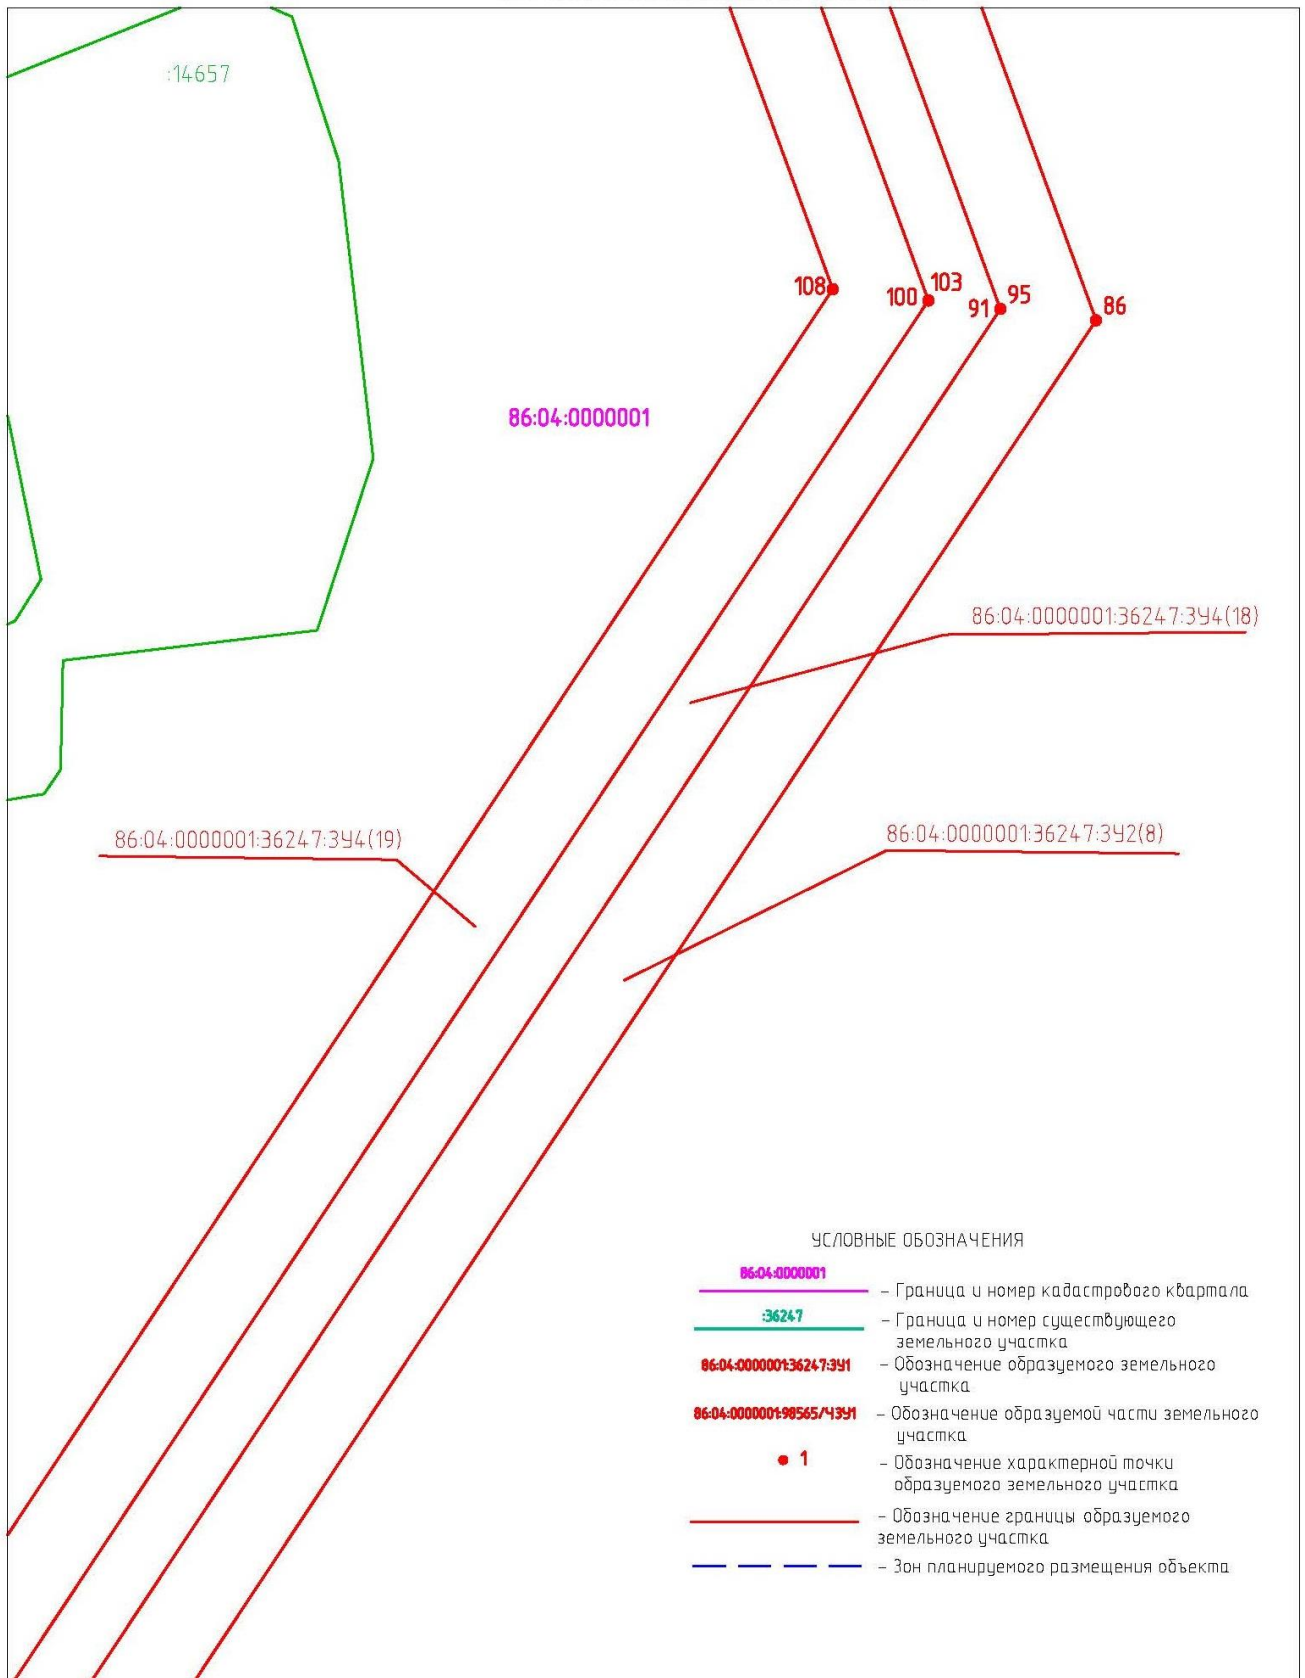 :14657
108
100
103
91
95
86
86:04:0000001
86:04:0000001:36247:ЗУ4(18)
86:04:0000001:36247:ЗУ4(19)
86:04:0000001:36247:ЗУ2(8)
УСЛОВНЫЕ ОБОЗНАЧЕНИЯ
86:04:0000001
– Граница и номер кадастрового квартала
:36247
– Граница и номер существующего
земельного участка
86:04:0000001:36247:ЗУ1
– Обозначение образуемого земельного
участка
86:04:0000001:98565/ЧЗУ1
– Обозначение образуемой части земельного
участка
1
– Обозначение характерной точки
образуемого земельного участка
– Обозначение границы образуемого
земельного участка
– Зон планируемого размещения объекта